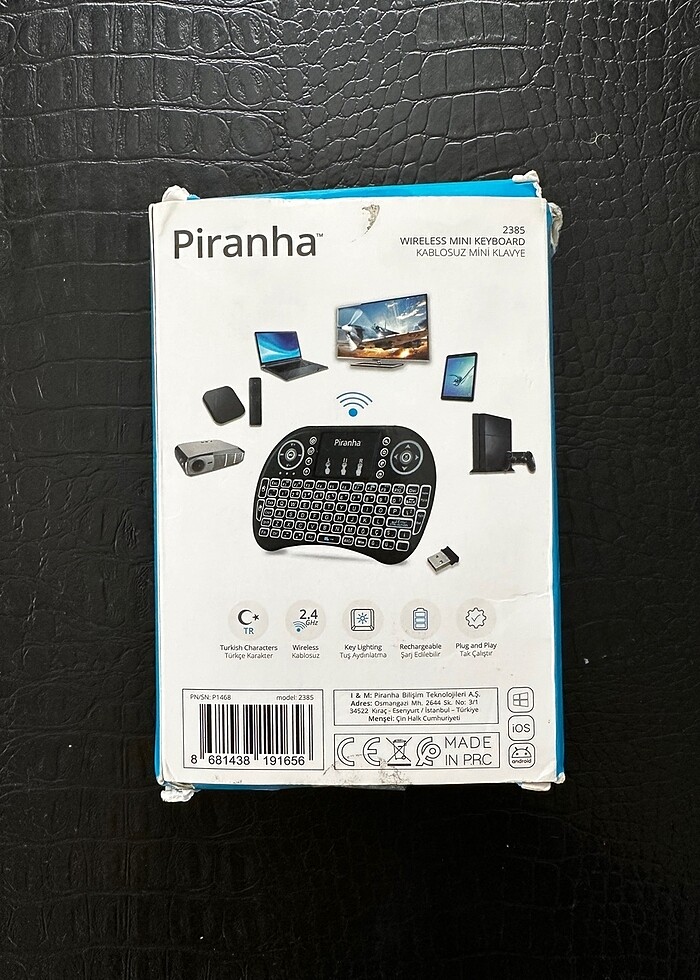 Piranha™
2385
WIRELESS MINI KEYBOARD
KABLOSUZ MİNİ KLAVYE
Piranha
TR
2.4
GHz
Turkish Characters
Türkçe Karakter
Wireless
Kablosuz
Key Lighting
Tuş Aydınlatma
Rechargeable
Şarj Edilebilir
Plug and Play
Tak Çalıştır
PN/SN: P1468
model: 2385
8 681438 191656
I & M: Piranha Bilişim Teknolojileri A.Ş.
Adres: Osmangazi Mh. 2644 Sk. No: 3/1
34522 Kıraç - Esenyurt / İstanbul – Türkiye
Menşei: Çin Halk Cumhuriyeti
CE
MADE
IN P.R.C
iOS
android